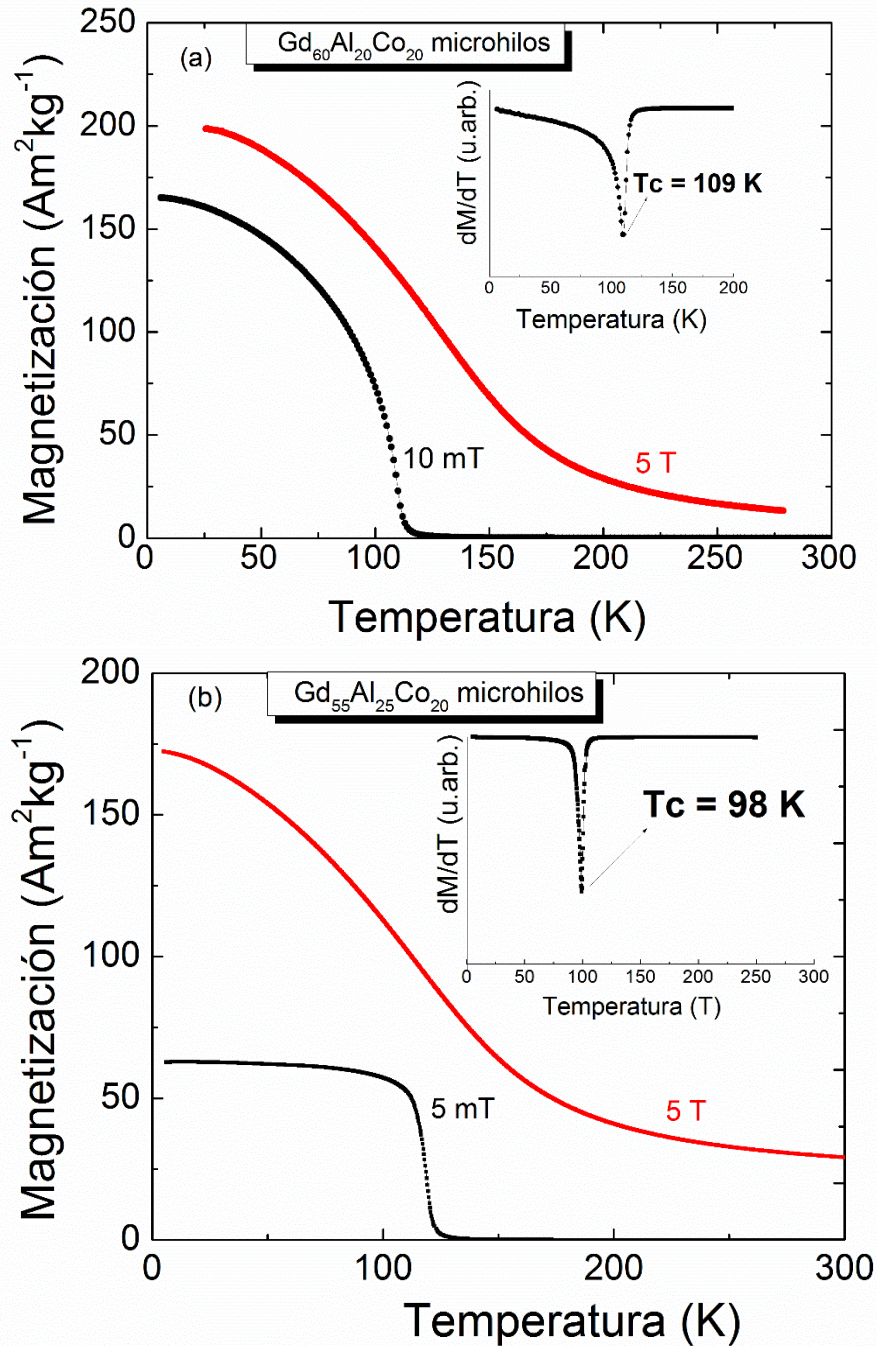 (a)
Gd₆₀Al₂₀Co₂₀ microhilos
250
200
150
100
50
0
Magnetización (Am²kg⁻¹)
dM/dT (u.arb.)
Tc = 109 K
0 50 100 150 200
Temperatura (K)
10 mT
5 T
0 50 100 150 200 250 300
Temperatura (K)
(b)
Gd₅₅Al₂₅Co₂₀ microhilos
200
150
100
50
0
Magnetización (Am²kg⁻¹)
dM/dT (u.arb.)
Tc = 98 K
0 50 100 150 200 250 300
Temperatura (T)
5 mT
5 T
0 100 200 300
Temperatura (K)